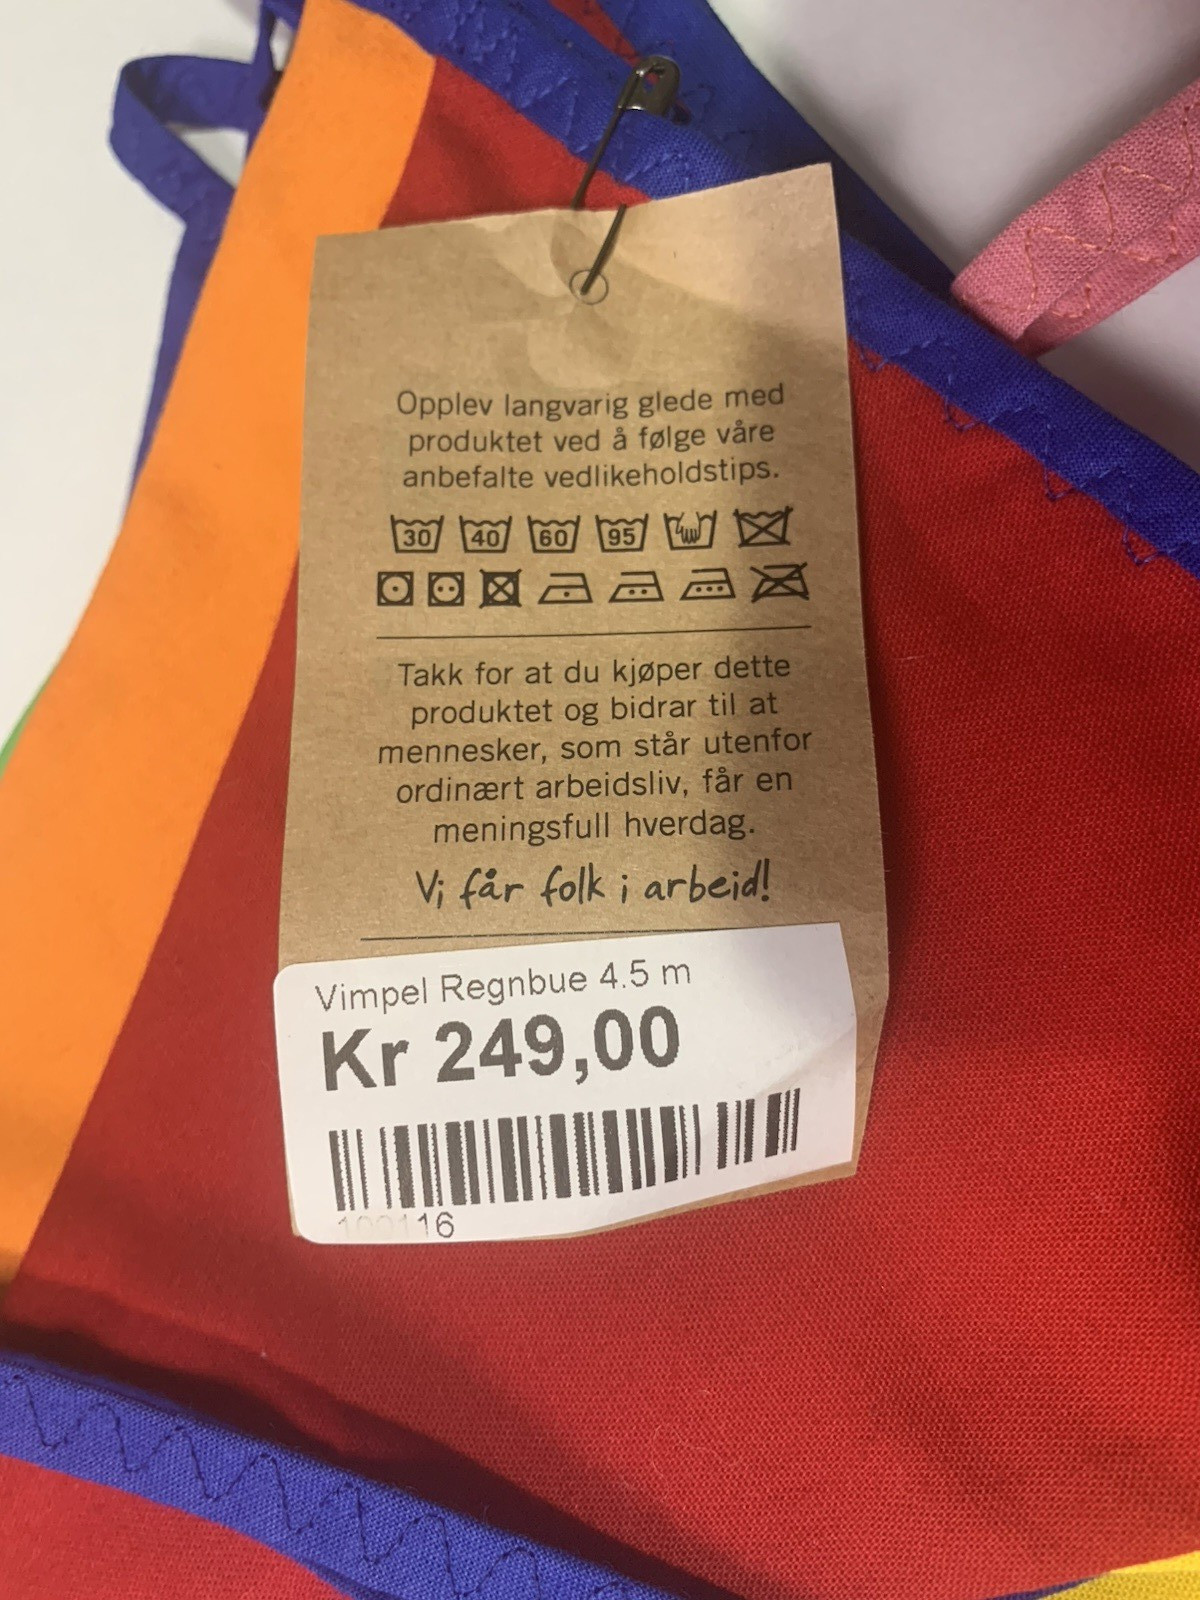 Opplev langvarig glede med
produktet ved å følge våre
anbefalte vedlikeholdstips.
30 40 60 95
Takk for at du kjøper dette
produktet og bidrar til at
mennesker, som står utenfor
ordinært arbeidsliv, får en
meningsfull hverdag.
Vi får folk i arbeid!
Vimpel Regnbue 4.5 m
Kr 249,00
100116